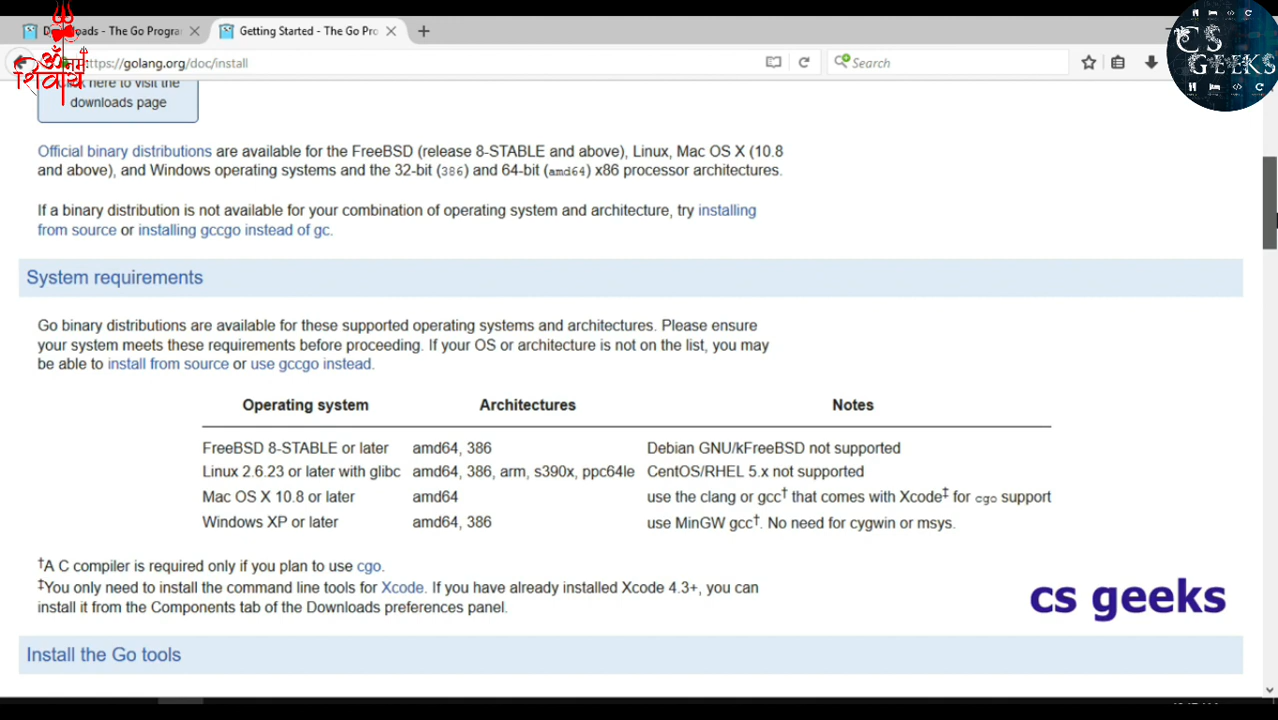 Downloads - The Go Progra
Getting Started - The Go Pro
https://golang.org/doc/install
Search
ॐ नमः
शिवाय
CS
GEEKS
Click here to visit the
downloads page
Official binary distributions are available for the FreeBSD (release 8-STABLE and above), Linux, Mac OS X (10.8
and above), and Windows operating systems and the 32-bit (386) and 64-bit (amd64) x86 processor architectures.
If a binary distribution is not available for your combination of operating system and architecture, try installing
from source or installing gccgo instead of gc.
System requirements
Go binary distributions are available for these supported operating systems and architectures. Please ensure
your system meets these requirements before proceeding. If your OS or architecture is not on the list, you may
be able to install from source or use gccgo instead.
Operating system Architectures Notes
FreeBSD 8-STABLE or later amd64, 386 Debian GNU/kFreeBSD not supported
Linux 2.6.23 or later with glibc amd64, 386, arm, s390x, ppc64le CentOS/RHEL 5.x not supported
Mac OS X 10.8 or later amd64 use the clang or gcc† that comes with Xcode‡ for cgo support
Windows XP or later amd64, 386 use MinGW gcc†. No need for cygwin or msys.
†A C compiler is required only if you plan to use cgo.
‡You only need to install the command line tools for Xcode. If you have already installed Xcode 4.3+, you can
install it from the Components tab of the Downloads preferences panel.
cs geeks
Install the Go tools